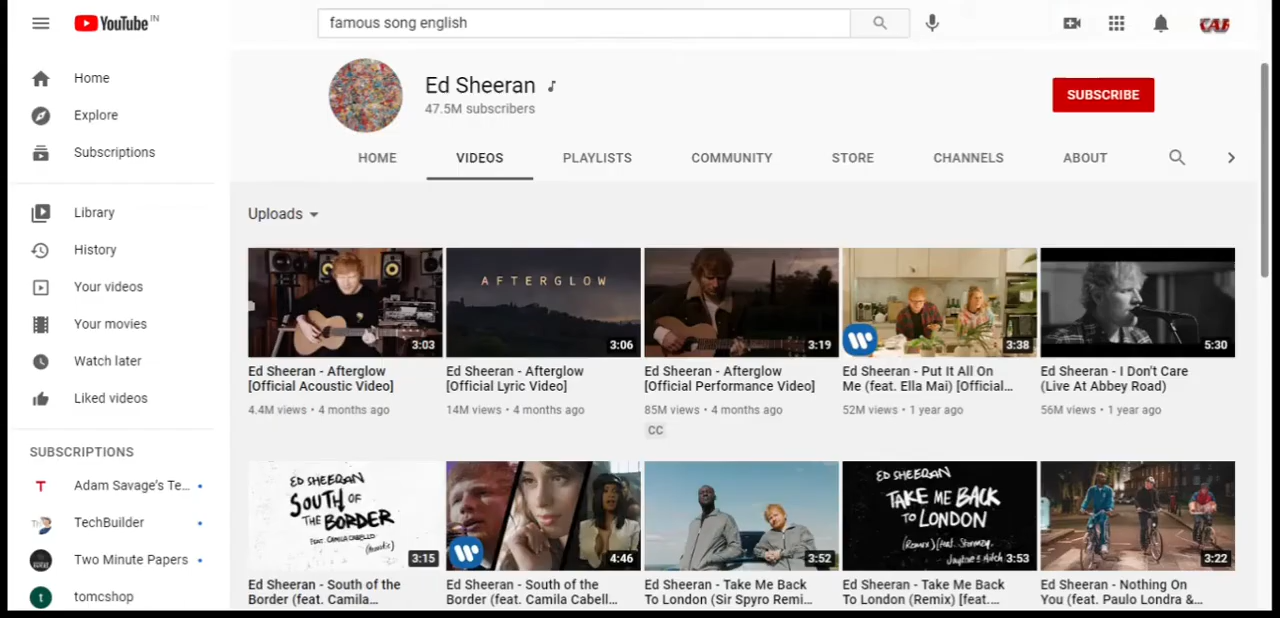 YouTube IN
famous song english
Home
Explore
Subscriptions
Library
History
Your videos
Your movies
Watch later
Liked videos
SUBSCRIPTIONS
T Adam Savage's Te...
TechBuilder
Two Minute Papers
t tomcshop
Ed Sheeran
47.5M subscribers
SUBSCRIBE
HOME VIDEOS PLAYLISTS COMMUNITY STORE CHANNELS ABOUT
Uploads
3:03
Ed Sheeran - Afterglow
[Official Acoustic Video]
4.4M views • 4 months ago
AFTERGLOW
3:06
Ed Sheeran - Afterglow
[Official Lyric Video]
14M views • 4 months ago
3:19
Ed Sheeran - Afterglow
[Official Performance Video]
85M views • 4 months ago
CC
3:38
Ed Sheeran - Put It All On
Me (feat. Ella Mai) [Official...
52M views • 1 year ago
5:30
Ed Sheeran - I Don't Care
(Live At Abbey Road)
56M views • 1 year ago
ED SHEERAN
SOUTH OF
THE BORDER
FEAT. CAMILA CABELLO
(Acoustic)
3:15
Ed Sheeran - South of the
Border (feat. Camila...
4:46
Ed Sheeran - South of the
Border (feat. Camila Cabell...
3:52
Ed Sheeran - Take Me Back
To London (Sir Spyro Remi...
ED SHEERAN
TAKE ME BACK
TO LONDON
(Remix) [feat. Stormzy,
3:53
Ed Sheeran - Take Me Back
To London (Remix) [feat....
3:22
Ed Sheeran - Nothing On
You (feat. Paulo Londra &...